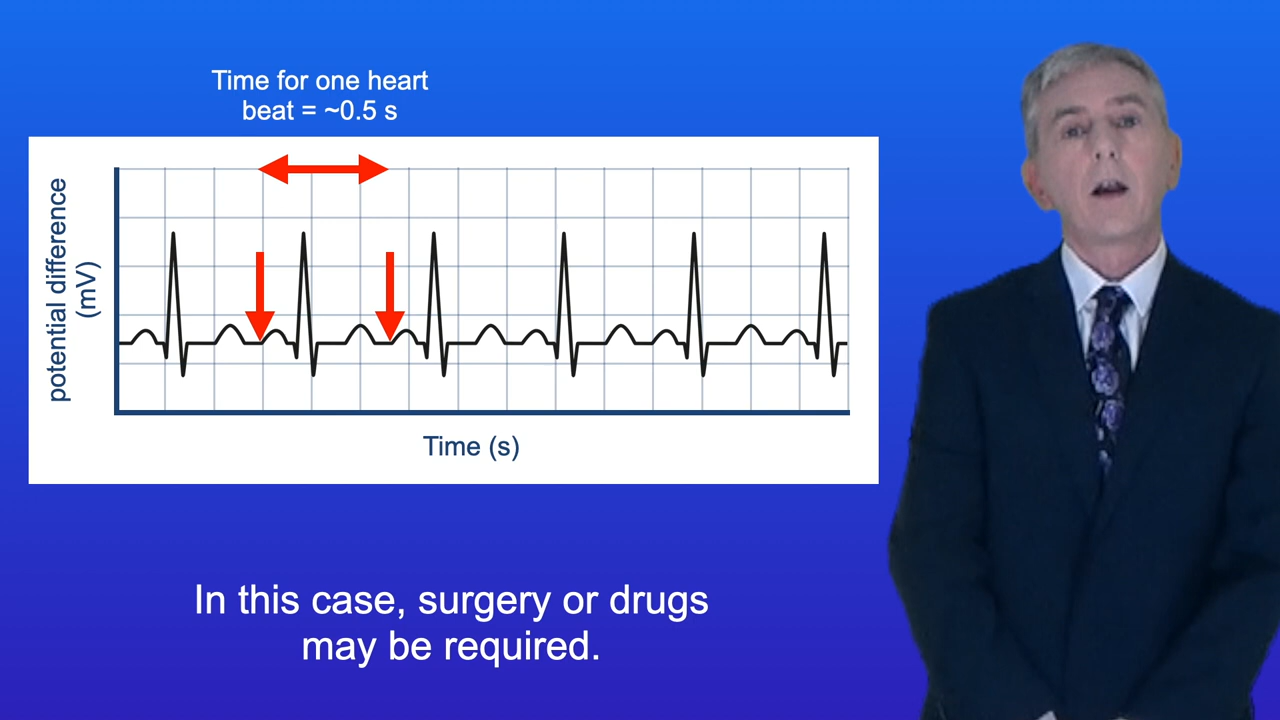 Time for one heart
beat = ~0.5 s
potential difference
(mV)
Time (s)
In this case, surgery or drugs
may be required.